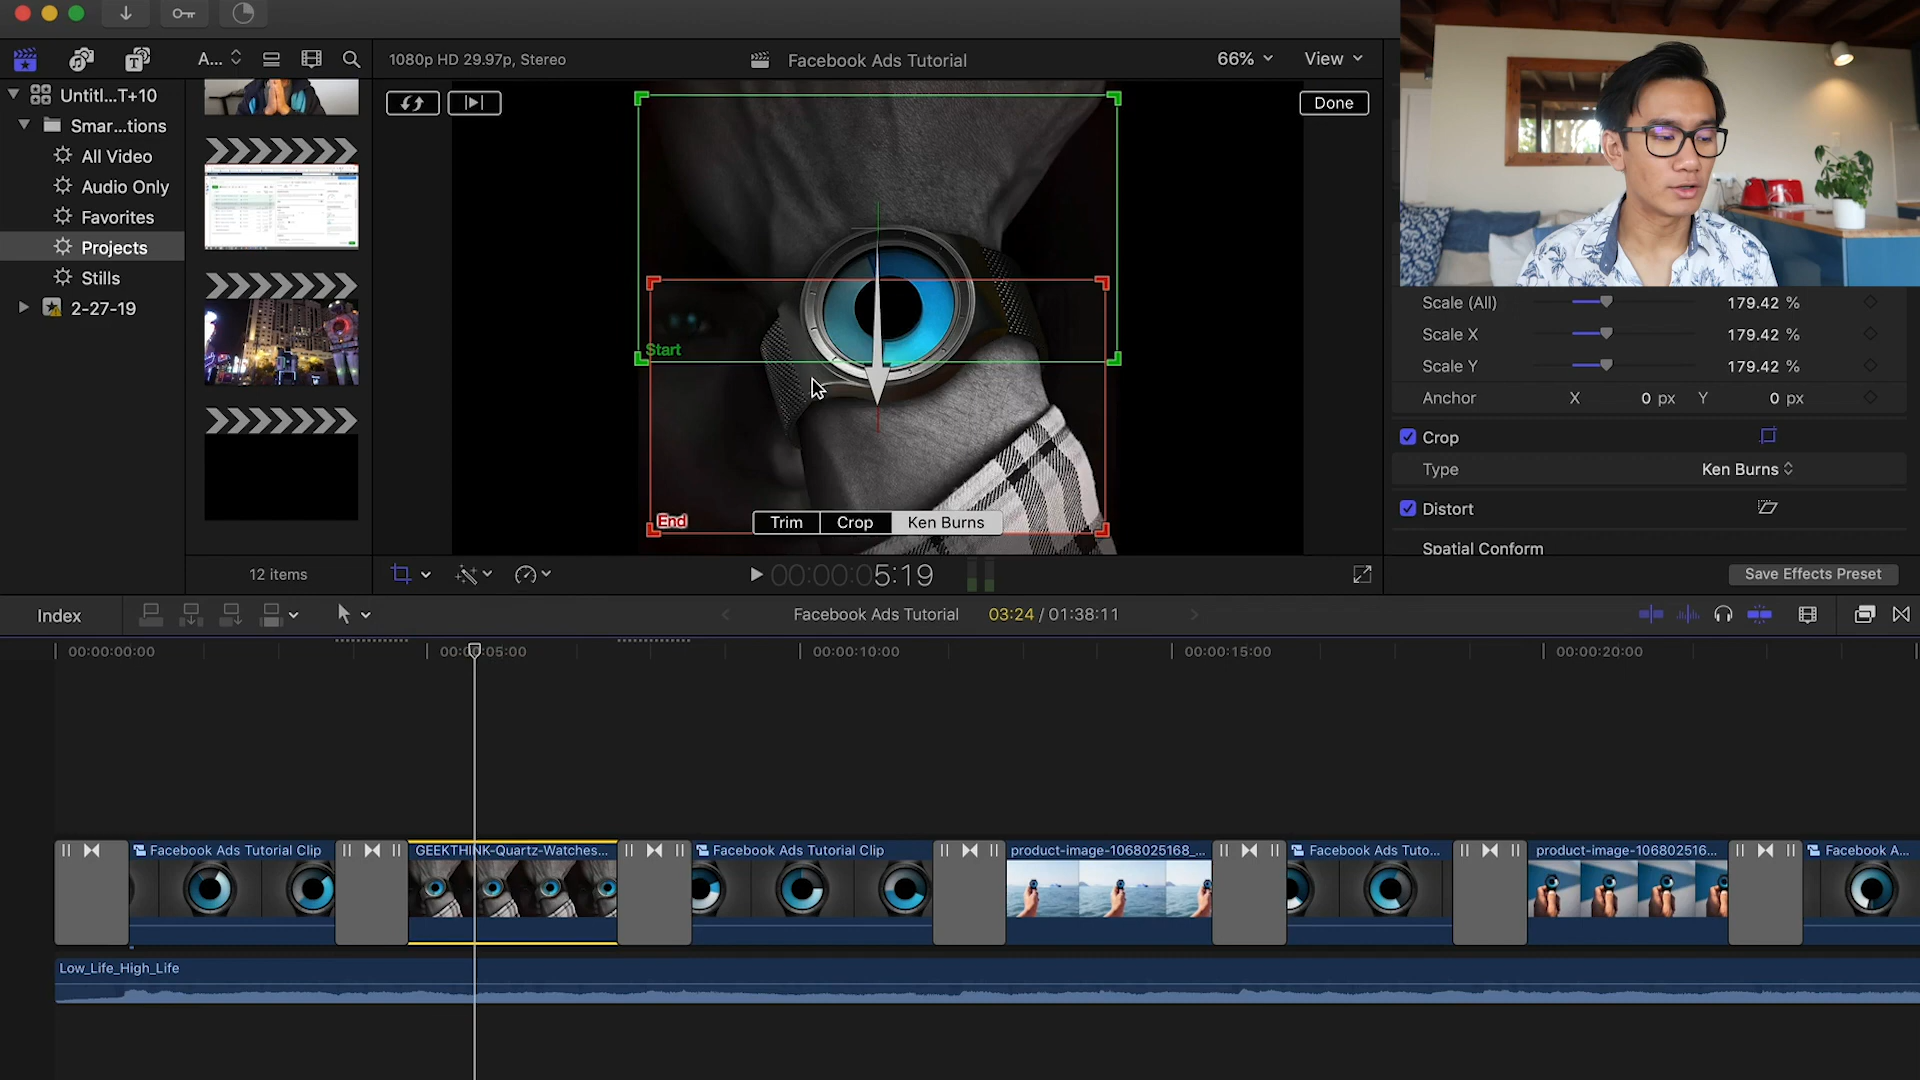 A...
1080p HD 29.97p, Stereo
Facebook Ads Tutorial
66%
View
Untitl...T+10
Smar...tions
All Video
Audio Only
Favorites
Projects
Stills
2-27-19
Done
Start
End
Trim
Crop
Ken Burns
Scale (All)
179.42 %
Scale X
179.42 %
Scale Y
179.42 %
Anchor
X
0 px
Y
0 px
Crop
Type
Ken Burns
Distort
Spatial Conform
12 items
00:00:05:19
Save Effects Preset
Index
Facebook Ads Tutorial
03:24 / 01:38:11
00:00:00:00
00:00:05:00
00:00:10:00
00:00:15:00
00:00:20:00
Facebook Ads Tutorial Clip
GEEKTHINK-Quartz-Watches...
Facebook Ads Tutorial Clip
product-image-1068025168_...
Facebook Ads Tuto...
product-image-106802516...
Facebook A...
Low_Life_High_Life